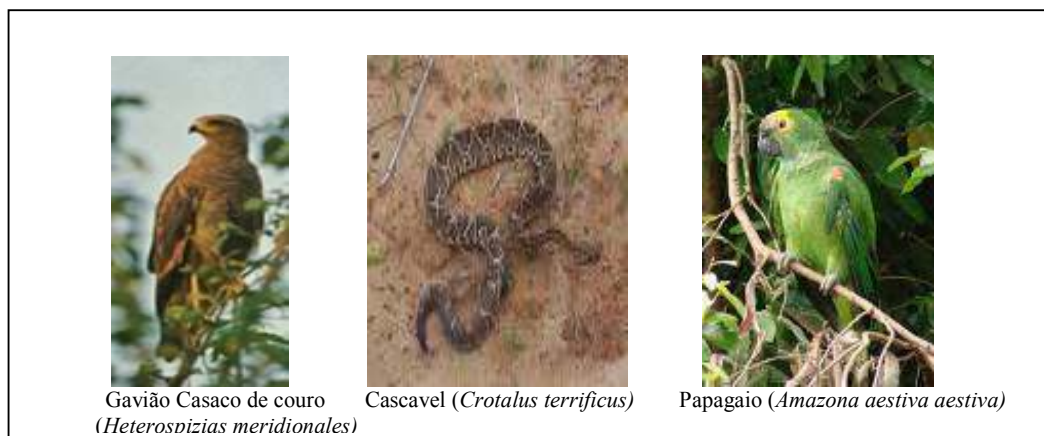 Gavião Casaco de couro
(Heterospizias meridionales)
Cascavel (Crotalus terrificus)
Papagaio (Amazona aestiva aestiva)